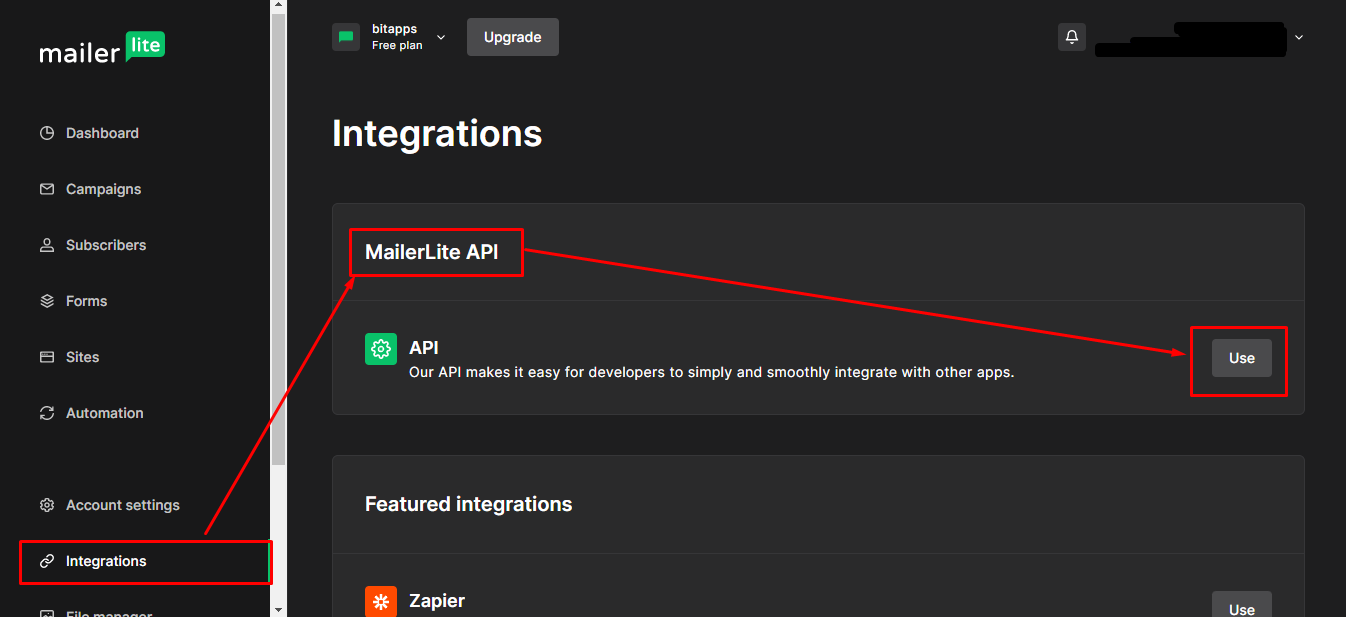 mailer lite
Dashboard
Campaigns
Subscribers
Forms
Sites
Automation
Account settings
Integrations
File manager
bitapps
Free plan
Upgrade
Integrations
MailerLite API
API
Our API makes it easy for developers to simply and smoothly integrate with other apps.
Use
Featured integrations
Zapier
Use